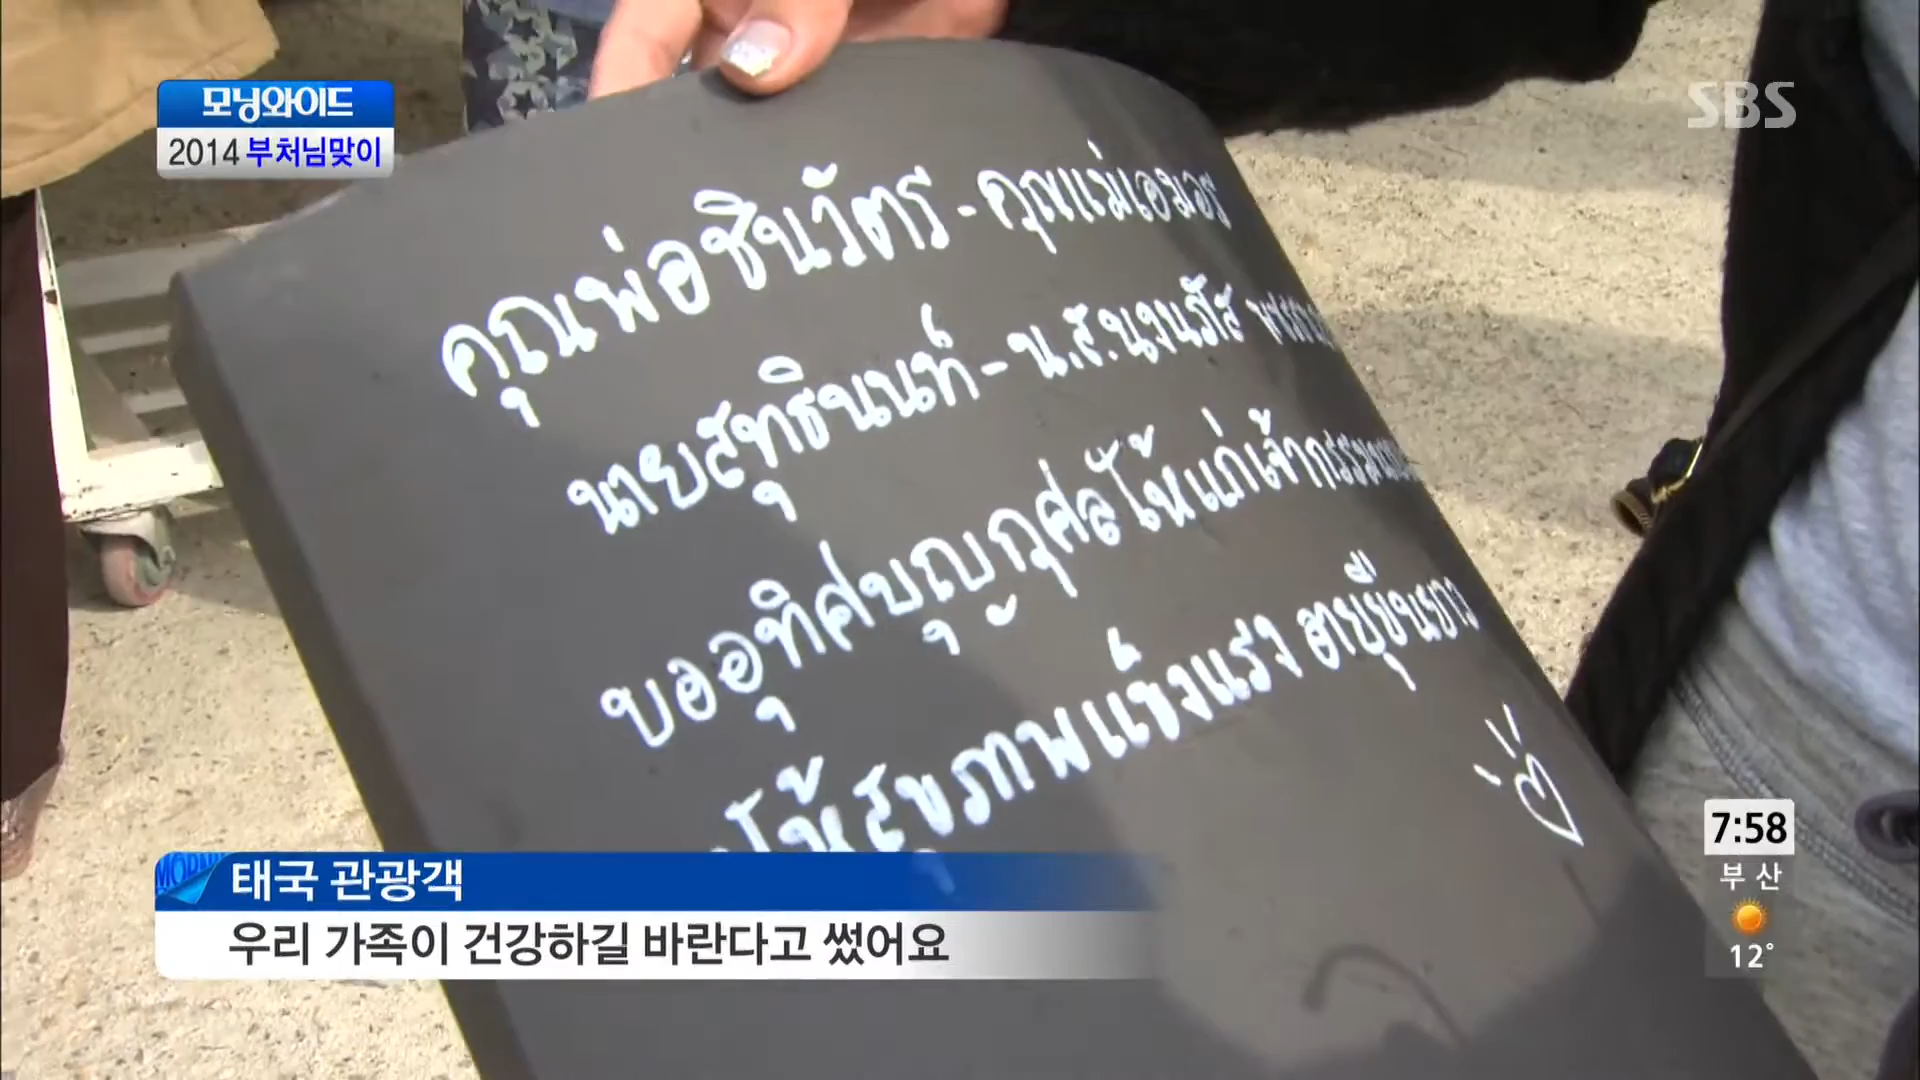 모닝와이드
SBS
2014 부처님맞이
คุณพ่อชินวัตร - คุณแม่เอมอร
นายสุทธินนท์ - น.ส.นงนภัส
ขออุทิศบุญกุศลให้แก่เจ้ากรรมนายเวร
ให้สุขภาพแข็งแรง อายุยืนยาว
7:58
부산
12°
태국 관광객
우리 가족이 건강하길 바란다고 썼어요